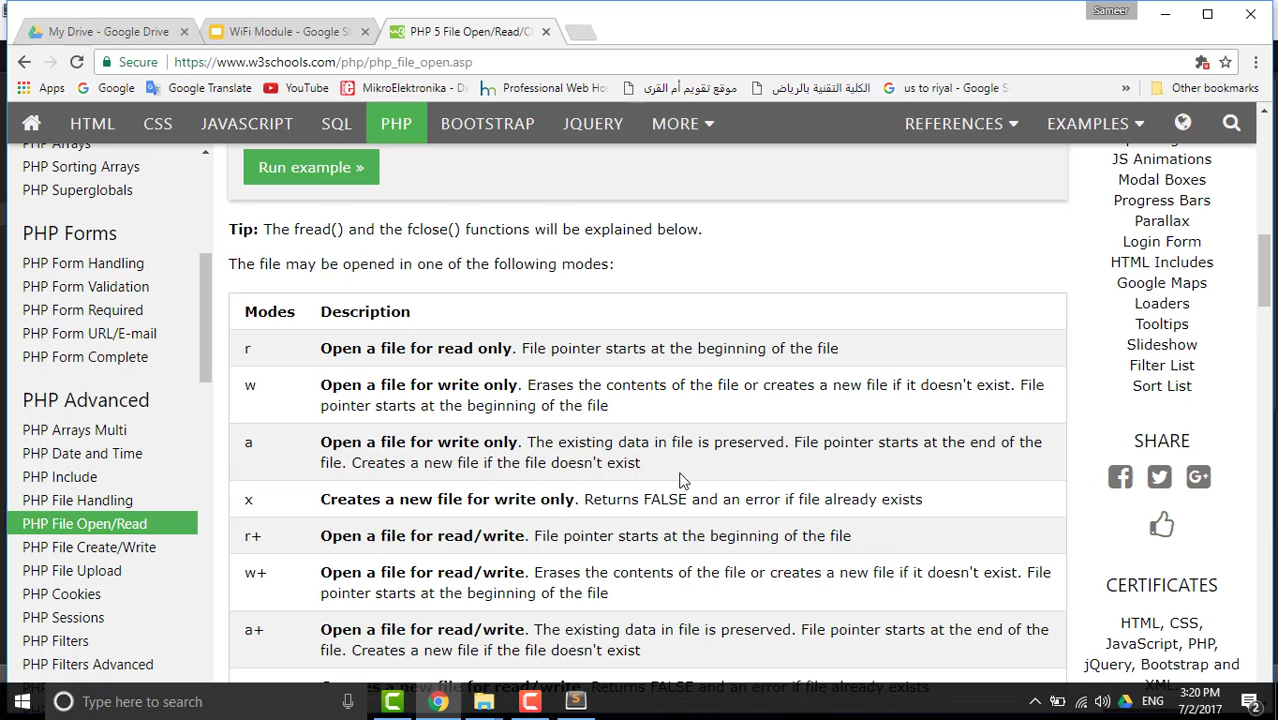 Sameer
My Drive - Google Drive
WiFi Module - Google Sl
PHP 5 File Open/Read/Cl
Secure
https://www.w3schools.com/php/php_file_open.asp
Apps
Google
Google Translate
YouTube
MikroElektronika - De
Professional Web Ho
موقع تقويم أم القرى
الكلية التقنية بالرياض
us to riyal - Google S
»
Other bookmarks
HTML
CSS
JAVASCRIPT
SQL
PHP
BOOTSTRAP
JQUERY
MORE
REFERENCES
EXAMPLES
PHP Arrays
PHP Sorting Arrays
PHP Superglobals
PHP Forms
PHP Form Handling
PHP Form Validation
PHP Form Required
PHP Form URL/E-mail
PHP Form Complete
PHP Advanced
PHP Arrays Multi
PHP Date and Time
PHP Include
PHP File Handling
PHP File Open/Read
PHP File Create/Write
PHP File Upload
PHP Cookies
PHP Sessions
PHP Filters
PHP Filters Advanced
Run example »
Tip: The fread() and the fclose() functions will be explained below.
The file may be opened in one of the following modes:
Modes Description
r Open a file for read only. File pointer starts at the beginning of the file
w Open a file for write only. Erases the contents of the file or creates a new file if it doesn't exist. File
pointer starts at the beginning of the file
a Open a file for write only. The existing data in file is preserved. File pointer starts at the end of the
file. Creates a new file if the file doesn't exist
x Creates a new file for write only. Returns FALSE and an error if file already exists
r+ Open a file for read/write. File pointer starts at the beginning of the file
w+ Open a file for read/write. Erases the contents of the file or creates a new file if it doesn't exist. File
pointer starts at the beginning of the file
a+ Open a file for read/write. The existing data in file is preserved. File pointer starts at the end of the
file. Creates a new file if the file doesn't exist
Creates a new file for read/write. Returns FALSE and an error if file already exists
JS Animations
Modal Boxes
Progress Bars
Parallax
Login Form
HTML Includes
Google Maps
Loaders
Tooltips
Slideshow
Filter List
Sort List
SHARE
CERTIFICATES
HTML, CSS,
JavaScript, PHP,
jQuery, Bootstrap and
XML.
Type here to search
ENG
3:20 PM
7/2/2017
2